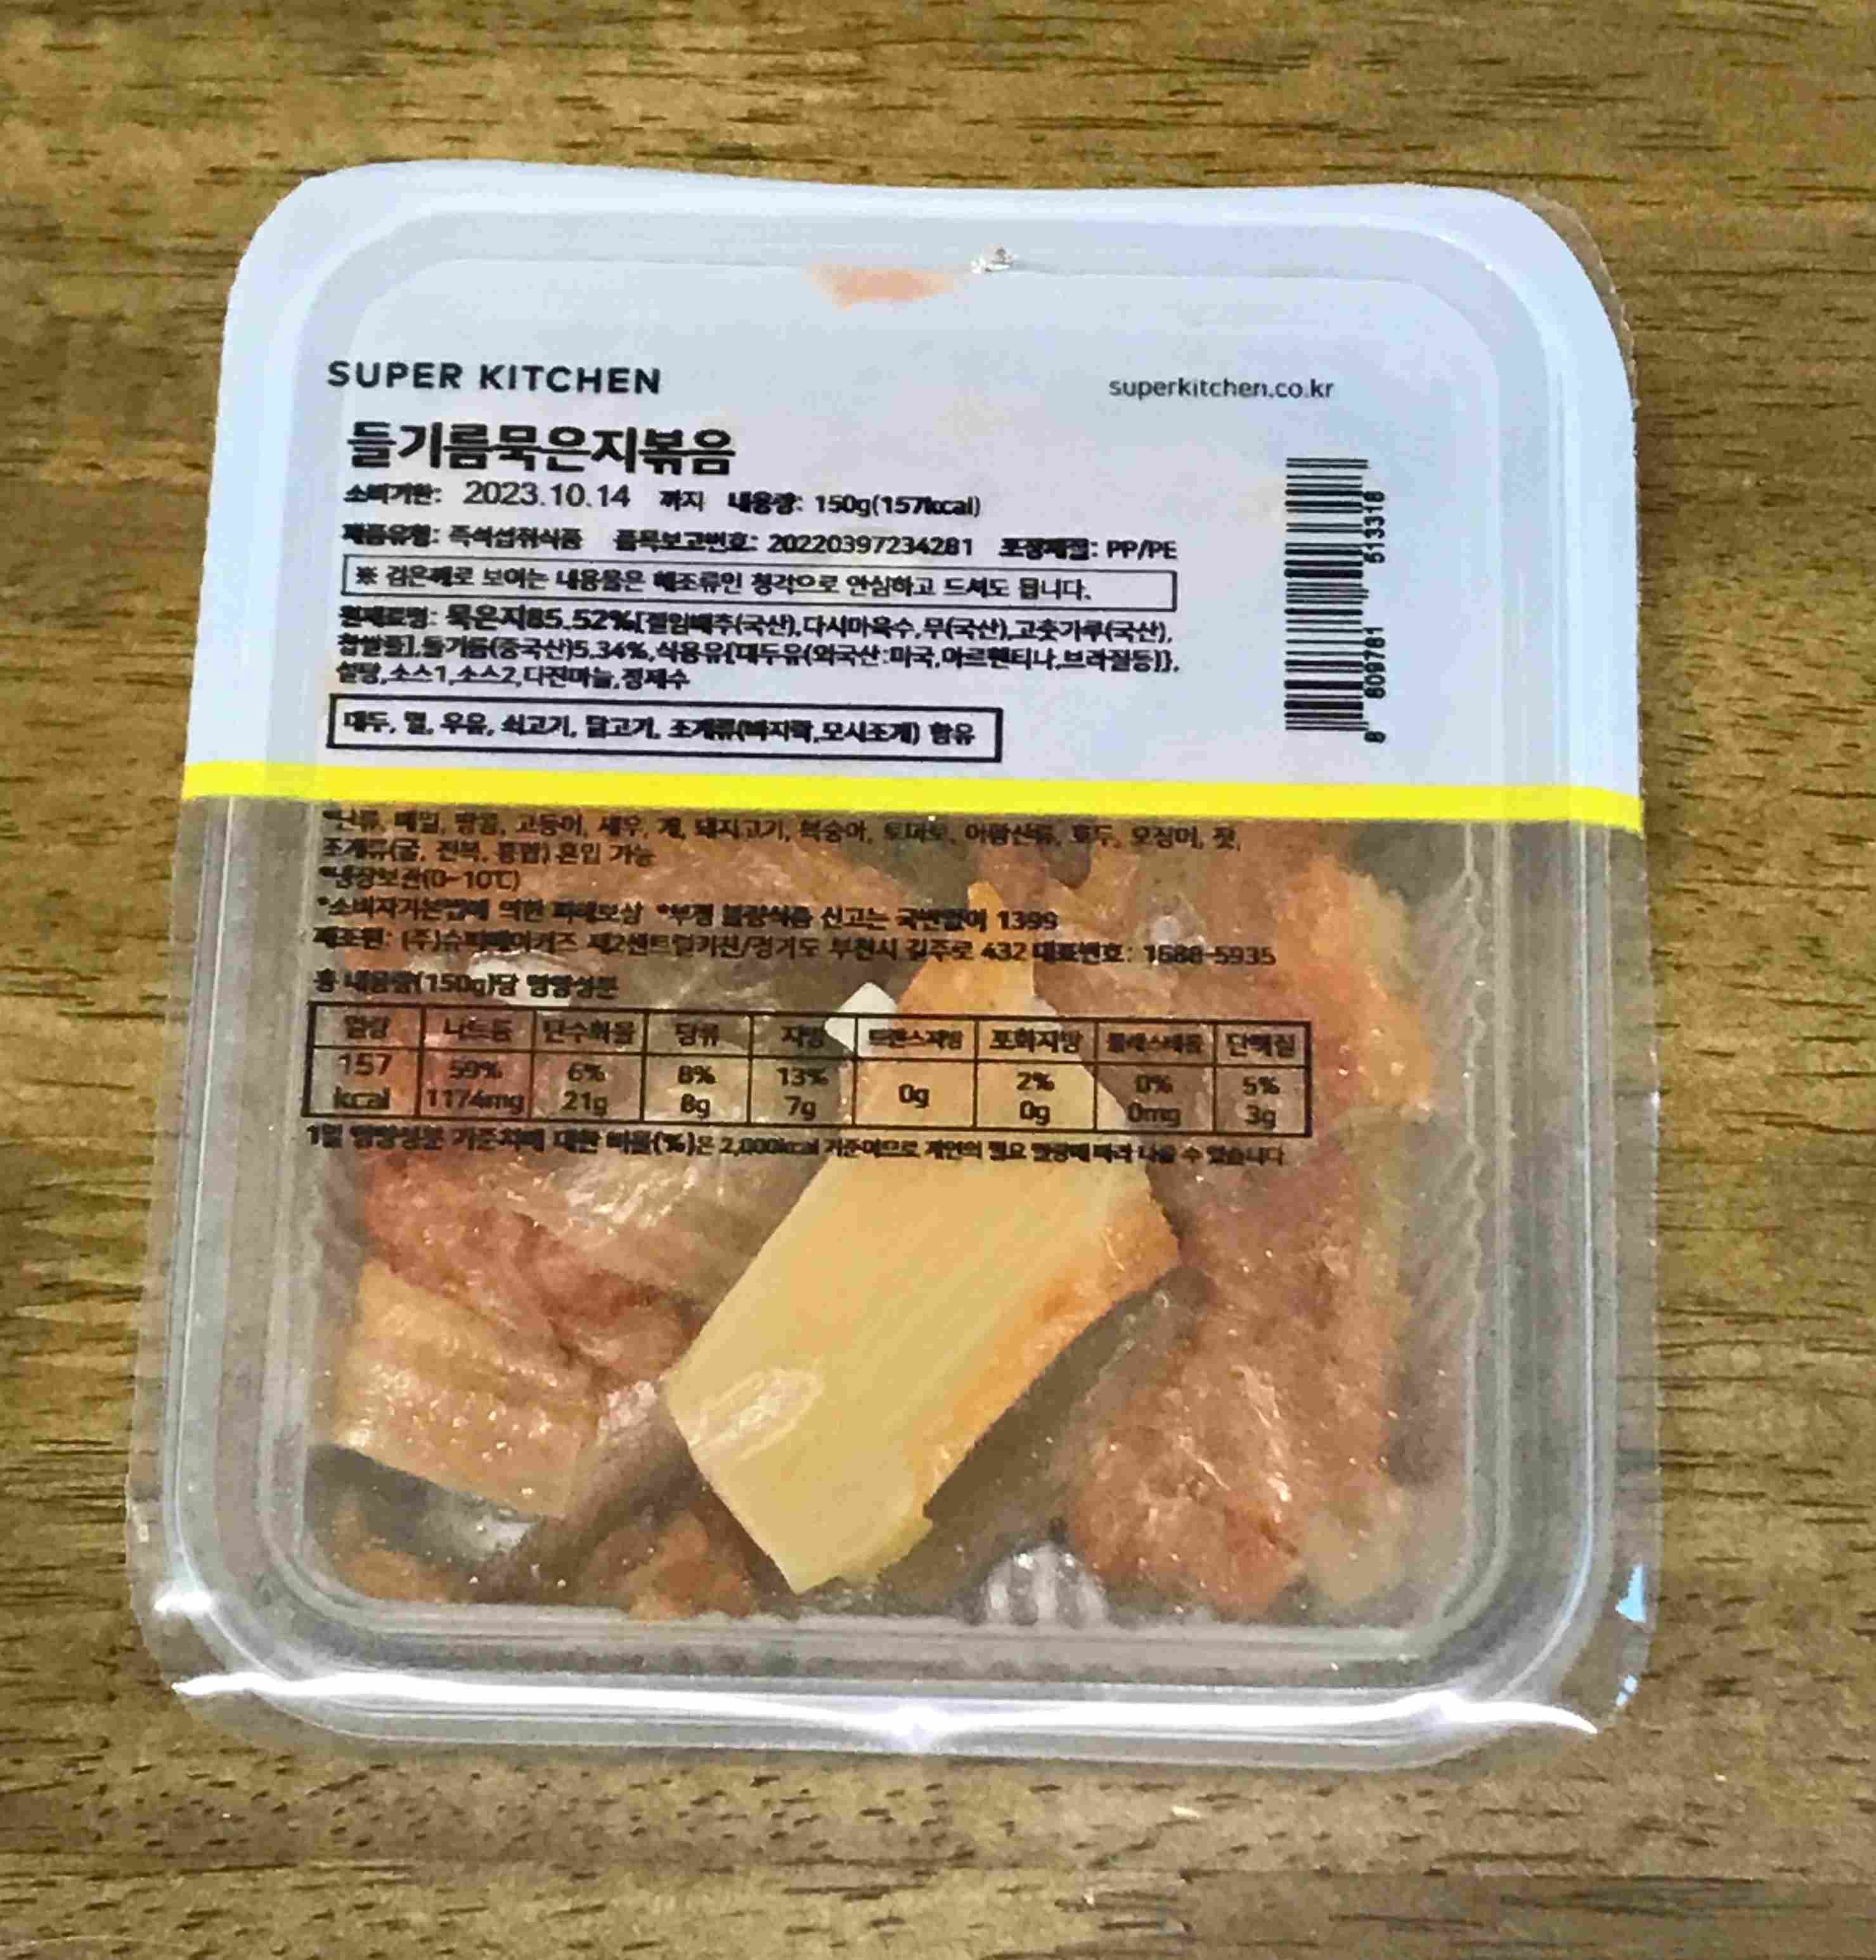 SUPER KITCHEN
superkitchen.co.kr
들기름묵은지볶음
소비기한: 2023.10.14 까지 내용량: 150g(157kcal)
제품유형: 즉석섭취식품 품목보고번호: 20220397234281 포장재질: PP/PE
※ 검은깨로 보이는 내용물은 해조류인 청각으로 안심하고 드셔도 됩니다.
원재료명: 묵은지85.52%[절임배추(국산),다시마육수,무(국산),고춧가루(국산),
찹쌀풀],들기름(중국산)5.34%,식용유{대두유(외국산:미국,아르헨티나,브라질등)},
설탕,소스1,소스2,다진마늘,정제수
대두, 밀, 우유, 쇠고기, 닭고기, 조개류(바지락,모시조개) 함유
8 809781 513318
*난류, 메밀, 땅콩, 고등어, 새우, 게, 돼지고기, 복숭아, 토마토, 아황산류, 호두, 오징어, 잣,
조개류(굴, 전복, 홍합) 혼입 가능
*냉장보관(0~10℃)
*소비자기본법에 의한 피해보상 *부정 불량식품 신고는 국번없이 1399
제조원: (주)슈퍼메이커즈 제2센트럴키친/경기도 부천시 길주로 432 대표번호: 1688-5935
총 내용량(150g)당 영양성분
열량 나트륨 탄수화물 당류 지방 트랜스지방 포화지방 콜레스테롤 단백질
157 59% 6% 8% 13% 0g 2% 0% 5%
kcal 1174mg 21g 8g 7g 0g 0mg 3g
1일 영양성분 기준치에 대한 비율(%)은 2,000kcal 기준이므로 개인의 필요 열량에 따라 다를 수 있습니다